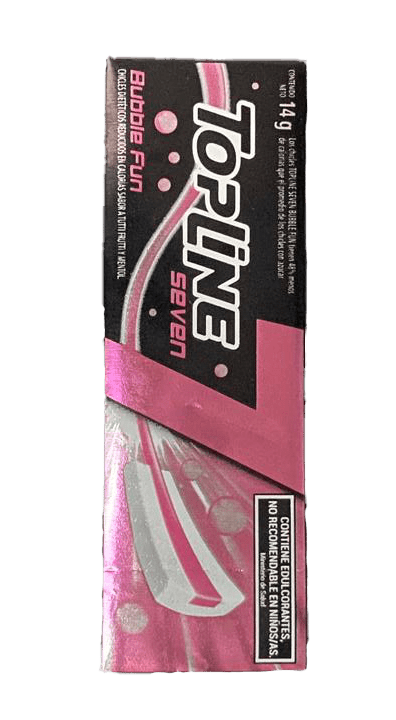 CONTENIDO
NETO 14 g
Los chicles TOPLINE SEVEN BUBBLE FUN tienen 48% menos
de calorías que el promedio de los chicles con azúcar.
TOPLINE
seven
Bubble Fun
CHICLES DIETÉTICOS REDUCIDOS EN CALORÍAS SABOR A TUTTI FRUTTI Y MENTOL.
7
CONTIENE EDULCORANTES,
NO RECOMENDABLE EN NIÑOS/AS.
Ministerio de Salud